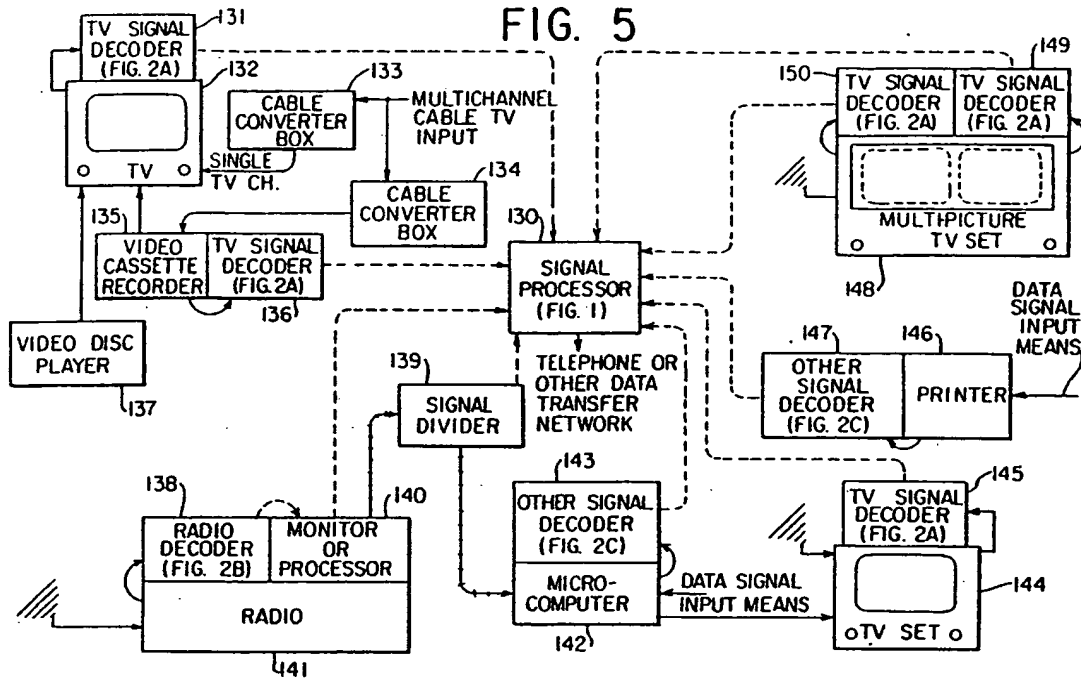 FIG. 5
131
TV SIGNAL
DECODER
(FIG. 2A)
132
TV
133
CABLE
CONVERTER
BOX
MULTICHANNEL
CABLE TV
INPUT
SINGLE
TV CH.
134
CABLE
CONVERTER
BOX
135
VIDEO
CASSETTE
RECORDER
TV SIGNAL
DECODER
(FIG.2A)
136
VIDEO DISC
PLAYER
137
130
SIGNAL
PROCESSOR
(FIG. 1)
TELEPHONE OR
OTHER DATA
TRANSFER
NETWORK
139
SIGNAL
DIVIDER
138
RADIO
DECODER
(FIG. 2B)
140
MONITOR
OR
PROCESSOR
RADIO
141
143
OTHER SIGNAL
DECODER
(FIG. 2C)
MICRO-
COMPUTER
142
DATA SIGNAL
INPUT MEANS
145
TV SIGNAL
DECODER
(FIG. 2A)
144
TV SET
147
OTHER
SIGNAL
DECODER
(FIG. 2C)
146
PRINTER
DATA
SIGNAL
INPUT
MEANS
150
TV SIGNAL
DECODER
(FIG. 2A)
149
TV SIGNAL
DECODER
(FIG. 2A)
MULTI-PICTURE
TV SET
148